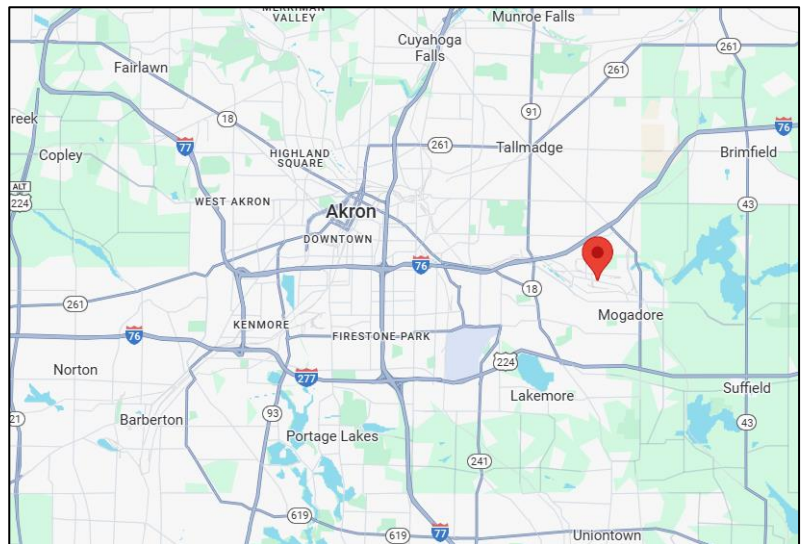 MERRIMAN
VALLEY
Munroe Falls
Cuyahoga
Falls
261
261
Fairlawn
261
91
18
76
reek
77
261
Tallmadge
HIGHLAND
SQUARE
Brimfield
Copley
ALT
224
WEST AKRON
43
Akron
DOWNTOWN
76
18
261
Mogadore
KENMORE
76
FIRESTONE PARK
224
Norton
277
Lakemore
Suffield
21
93
Barberton
43
Portage Lakes
241
619
77
619
Uniontown